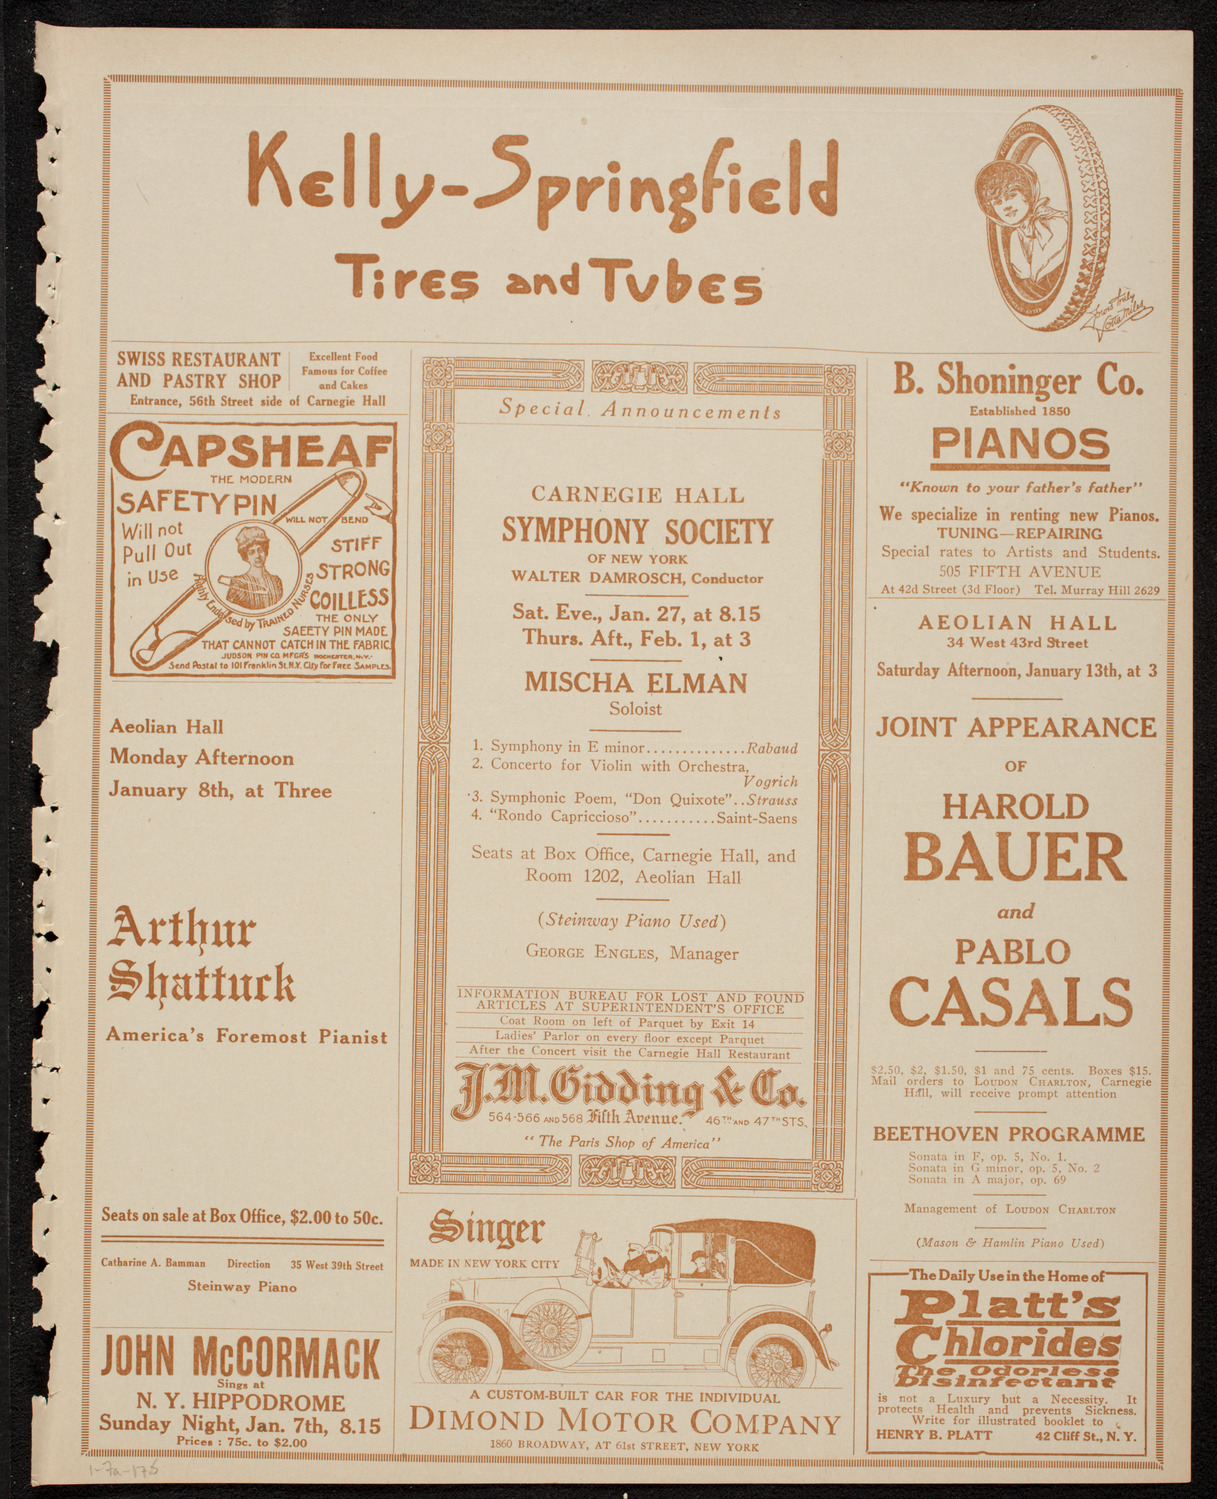 Kelly-Springfield
Tires and Tubes
Yours truly
Lotta Miles
SWISS RESTAURANT
AND PASTRY SHOP
Excellent Food
Famous for Coffee
and Cakes
Entrance, 56th Street side of Carnegie Hall
CAPSHEAF
THE MODERN
SAFETY PIN
WILL NOT BEND
Will not
Pull Out
in Use
STIFF
STRONG
COILLESS
Highly Endorsed by TRAINED NURSES
THE ONLY
SAFETY PIN MADE
THAT CANNOT CATCH IN THE FABRIC.
JUDSON PIN CO. MFGRS. ROCHESTER, N.Y.
Send Postal to 101 Franklin St, N.Y. City for FREE SAMPLES.
Aeolian Hall
Monday Afternoon
January 8th, at Three
Arthur
Shattuck
America's Foremost Pianist
Seats on sale at Box Office, $2.00 to 50c.
Catharine A. Bamman Direction 35 West 39th Street
Steinway Piano
JOHN McCORMACK
Sings at
N. Y. HIPPODROME
Sunday Night, Jan. 7th, 8.15
Prices : 75c. to $2.00
Special Announcements
CARNEGIE HALL
SYMPHONY SOCIETY
OF NEW YORK
WALTER DAMROSCH, Conductor
Sat. Eve., Jan. 27, at 8.15
Thurs. Aft., Feb. 1, at 3
MISCHA ELMAN
Soloist
1. Symphony in E minor..............Rabaud
2. Concerto for Violin with Orchestra,
Vogrich
3. Symphonic Poem, "Don Quixote"..Strauss
4. "Rondo Capriccioso"...........Saint-Saens
Seats at Box Office, Carnegie Hall, and
Room 1202, Aeolian Hall
(Steinway Piano Used)
GEORGE ENGLES, Manager
INFORMATION BUREAU FOR LOST AND FOUND
ARTICLES AT SUPERINTENDENT'S OFFICE
Coat Room on left of Parquet by Exit 14
Ladies' Parlor on every floor except Parquet
After the Concert visit the Carnegie Hall Restaurant
J.M. Gidding & Co.
564-566 AND 568 Fifth Avenue. 46TH AND 47TH STS.
"The Paris Shop of America"
Singer
MADE IN NEW YORK CITY
A CUSTOM-BUILT CAR FOR THE INDIVIDUAL
DIMOND MOTOR COMPANY
1860 BROADWAY, AT 61st STREET, NEW YORK
B. Shoninger Co.
Established 1850
PIANOS
"Known to your father's father"
We specialize in renting new Pianos.
TUNING—REPAIRING
Special rates to Artists and Students.
505 FIFTH AVENUE
At 42d Street (3d Floor) Tel. Murray Hill 2629
AEOLIAN HALL
34 West 43rd Street
Saturday Afternoon, January 13th, at 3
JOINT APPEARANCE
OF
HAROLD
BAUER
and
PABLO
CASALS
$2.50, $2, $1.50, $1 and 75 cents. Boxes $15.
Mail orders to LOUDON CHARLTON, Carnegie
Hall, will receive prompt attention
BEETHOVEN PROGRAMME
Sonata in F, op. 5, No. 1.
Sonata in G minor, op. 5, No. 2
Sonata in A major, op. 69
Management of LOUDON CHARLTON
(Mason & Hamlin Piano Used)
The Daily Use in the Home of
Platt's
Chlorides
The Odorless
Disinfectant
is not a Luxury but a Necessity. It
protects Health and prevents Sickness.
Write for illustrated booklet to
HENRY B. PLATT 42 Cliff St., N. Y.